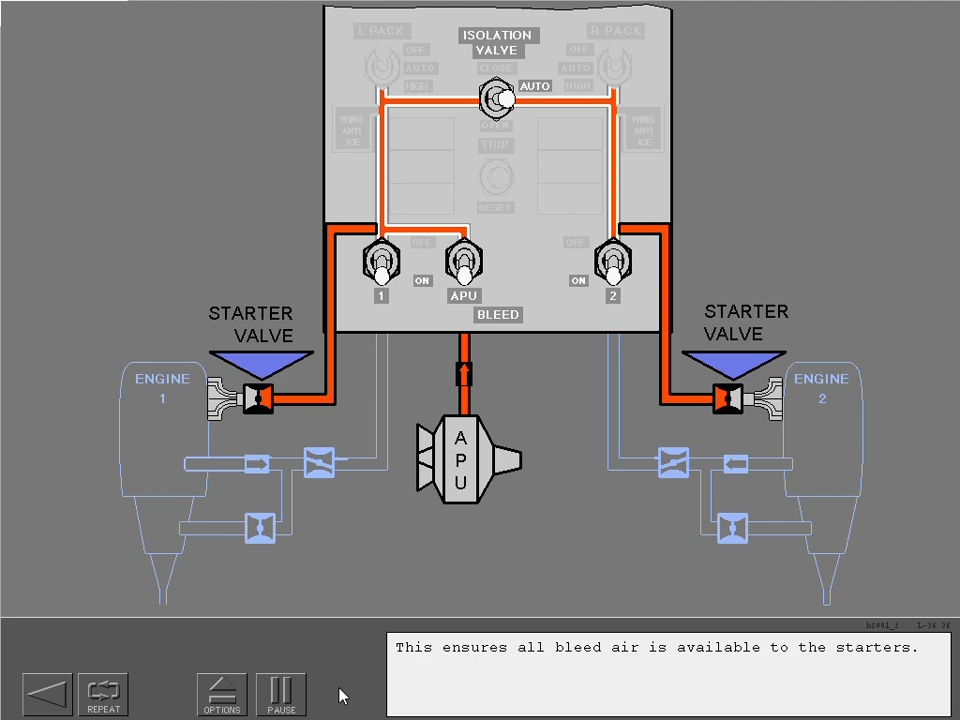 L PACK
ISOLATION
VALVE
R PACK
OFF
AUTO
HIGH
CLOSE
AUTO
OFF
AUTO
HIGH
WING
ANTI
ICE
OPEN
TRIP
RESET
WING
ANTI
ICE
OFF
OFF
ON
ON
1
APU
2
BLEED
STARTER
VALVE
STARTER
VALVE
ENGINE
1
ENGINE
2
A
P
U
This ensures all bleed air is available to the starters.
REPEAT
OPTIONS
PAUSE